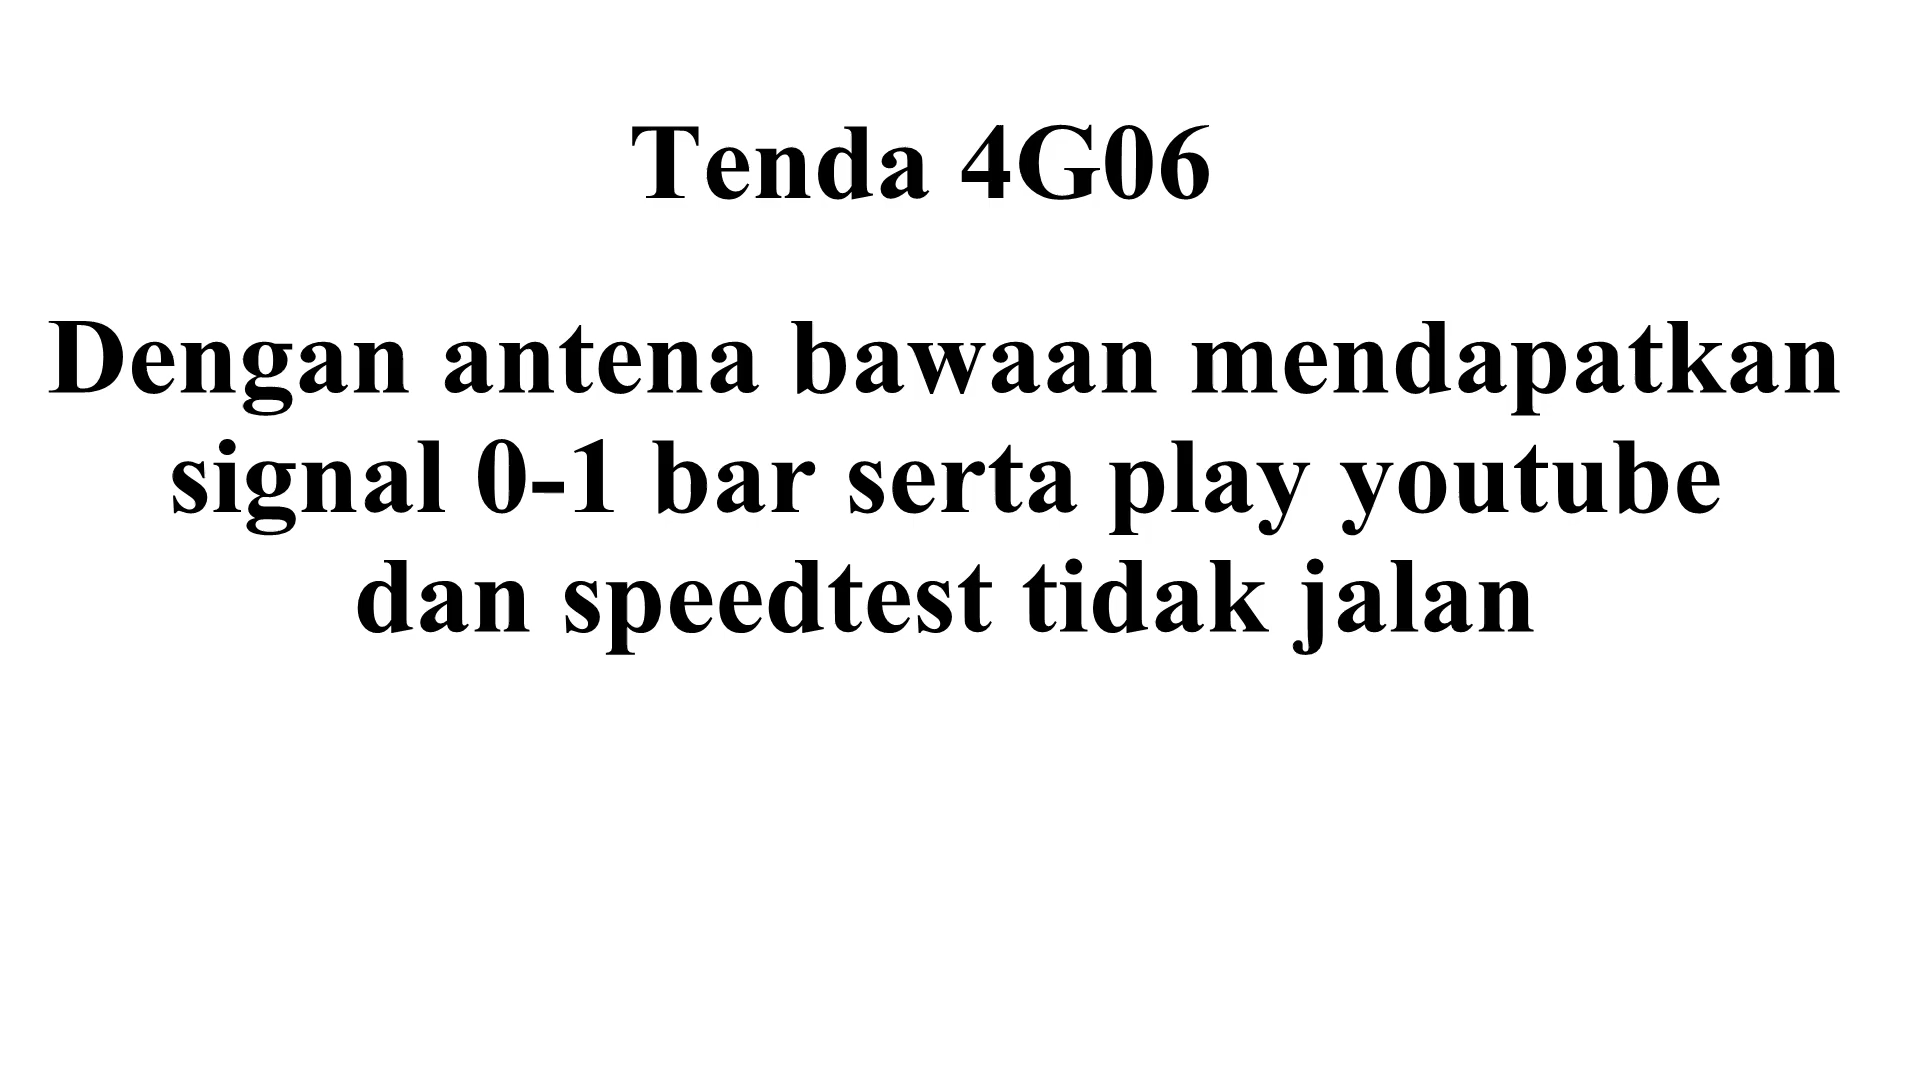 Tenda 4G06
Dengan antena bawaan mendapatkan
signal 0-1 bar serta play youtube
dan speedtest tidak jalan